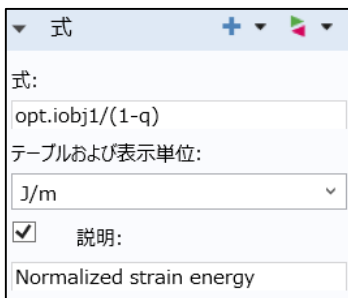 式
式:
opt.iobj1/(1-q)
テーブルおよび表示単位:
J/m
説明:
Normalized strain energy